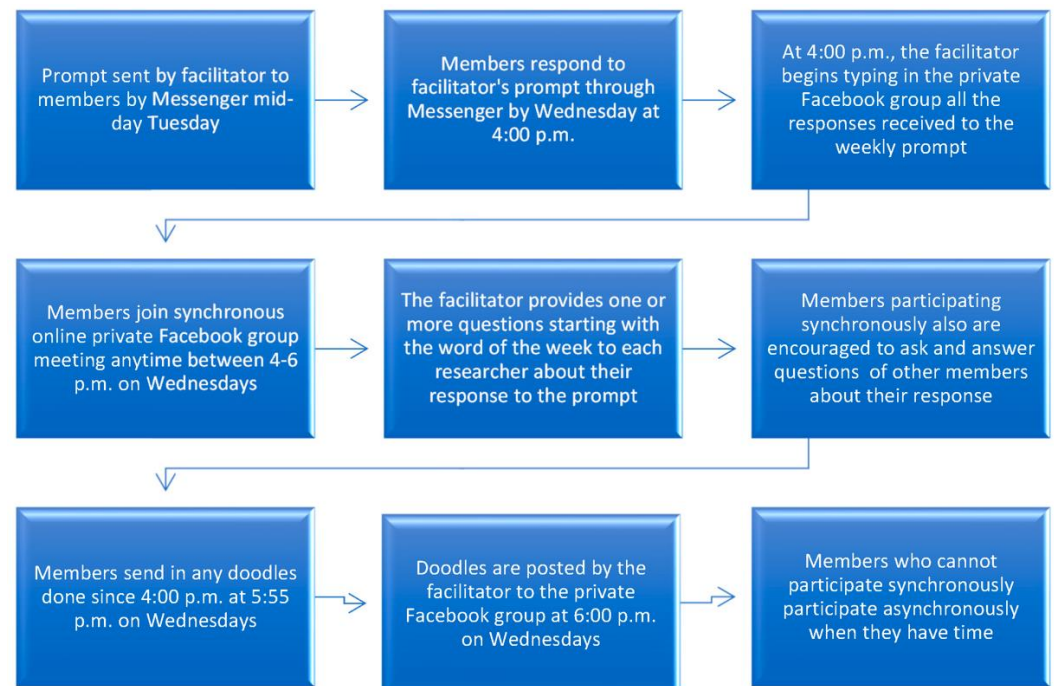 Prompt sent by facilitator to
members by Messenger mid-
day Tuesday
Members respond to
facilitator's prompt through
Messenger by Wednesday at
4:00 p.m.
At 4:00 p.m., the facilitator
begins typing in the private
Facebook group all the
responses received to the
weekly prompt
Members join synchronous
online private Facebook group
meeting anytime between 4-6
p.m. on Wednesdays
The facilitator provides one or
more questions starting with
the word of the week to each
researcher about their
response to the prompt
Members participating
synchronously also are
encouraged to ask and answer
questions of other members
about their response
Members send in any doodles
done since 4:00 p.m. at 5:55
p.m. on Wednesdays
Doodles are posted by the
facilitator to the private
Facebook group at 6:00 p.m.
on Wednesdays
Members who cannot
participate synchronously
participate asynchronously
when they have time